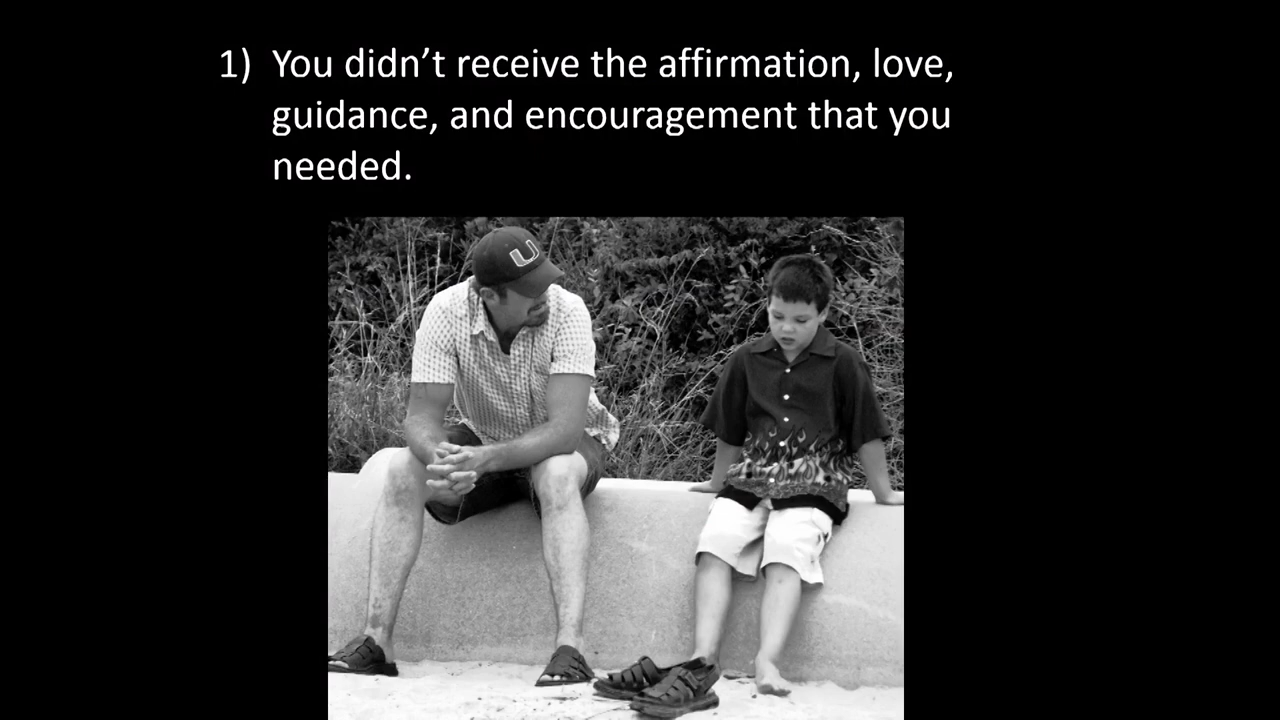 1) You didn’t receive the affirmation, love,
guidance, and encouragement that you
needed.
U